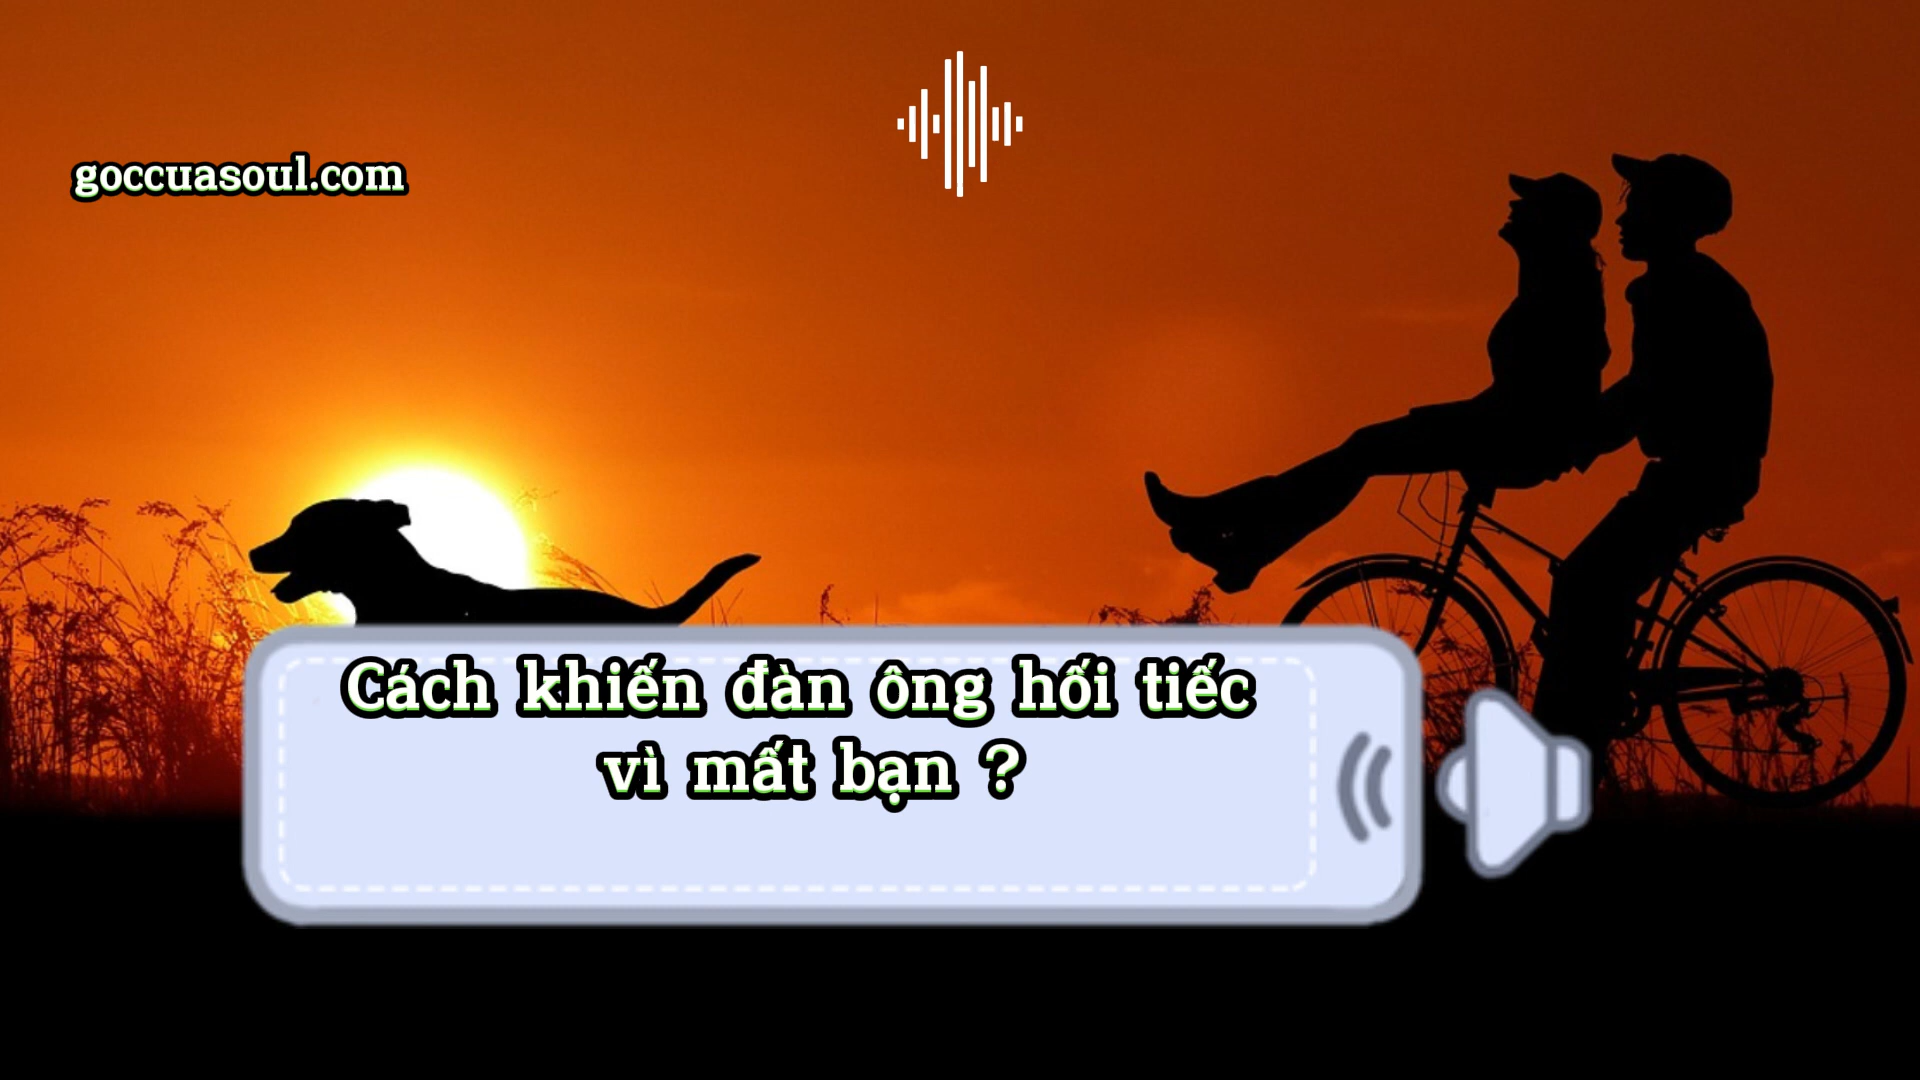 goccuasoul.com
Cách khiến đàn ông hối tiếc
vì mất bạn ?